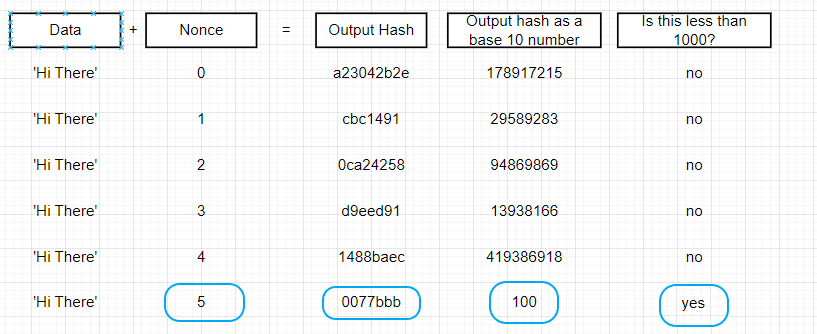 Data + Nonce = Output Hash Output hash as a base 10 number Is this less than 1000?
'Hi There' 0 a23042b2e 178917215 no
'Hi There' 1 cbc1491 29589283 no
'Hi There' 2 0ca24258 94869869 no
'Hi There' 3 d9eed91 13938166 no
'Hi There' 4 1488baec 419386918 no
'Hi There' 5 0077bbb 100 yes